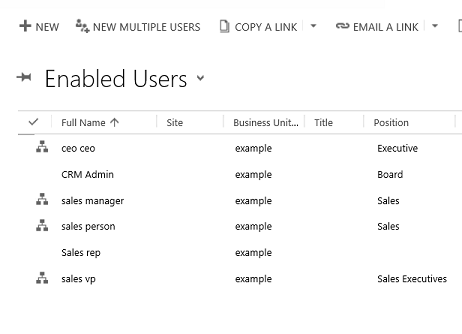 NEW NEW MULTIPLE USERS COPY A LINK EMAIL A LINK
Enabled Users
Full Name Site Business Unit... Title Position
ceo ceo example Executive
CRM Admin example Board
sales manager example Sales
sales person example Sales
Sales rep example
sales vp example Sales Executives